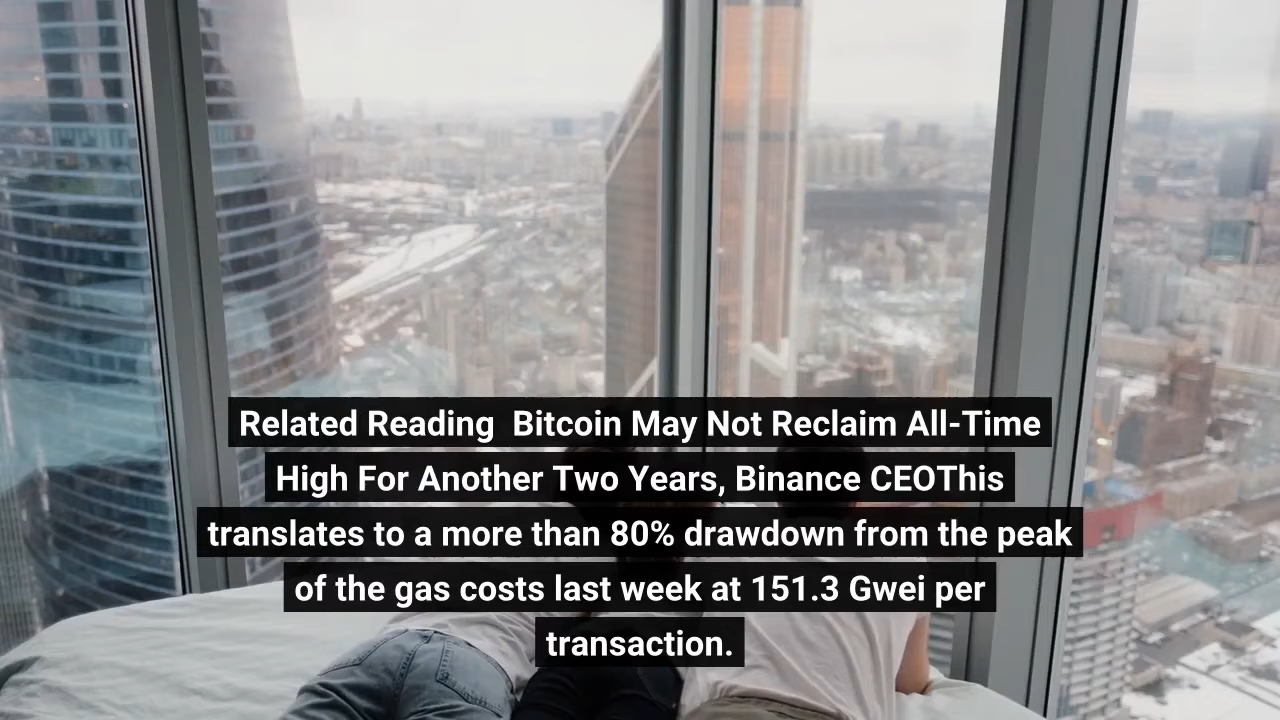 Related Reading  Bitcoin May Not Reclaim All-Time
High For Another Two Years, Binance CEOThis
translates to a more than 80% drawdown from the peak
of the gas costs last week at 151.3 Gwei per
transaction.